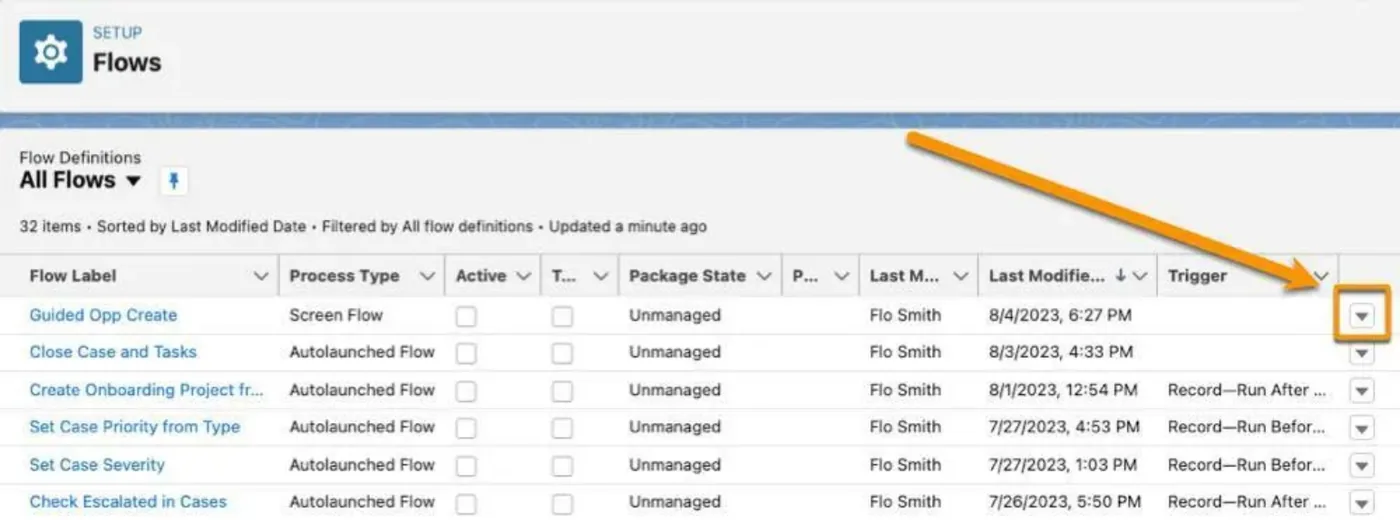 SETUP
Flows
Flow Definitions
All Flows
32 items • Sorted by Last Modified Date • Filtered by All flow definitions • Updated a minute ago
Flow Label Process Type Active T... Package State P... Last M... Last Modifie... Trigger
Guided Opp Create Screen Flow Unmanaged Flo Smith 8/4/2023, 6:27 PM
Close Case and Tasks Autolaunched Flow Unmanaged Flo Smith 8/3/2023, 4:33 PM
Create Onboarding Project fr... Autolaunched Flow Unmanaged Flo Smith 8/1/2023, 12:54 PM Record—Run After ...
Set Case Priority from Type Autolaunched Flow Unmanaged Flo Smith 7/27/2023, 4:53 PM Record—Run Befor...
Set Case Severity Autolaunched Flow Unmanaged Flo Smith 7/27/2023, 1:03 PM Record—Run Befor...
Check Escalated in Cases Autolaunched Flow Unmanaged Flo Smith 7/26/2023, 5:50 PM Record—Run After ...